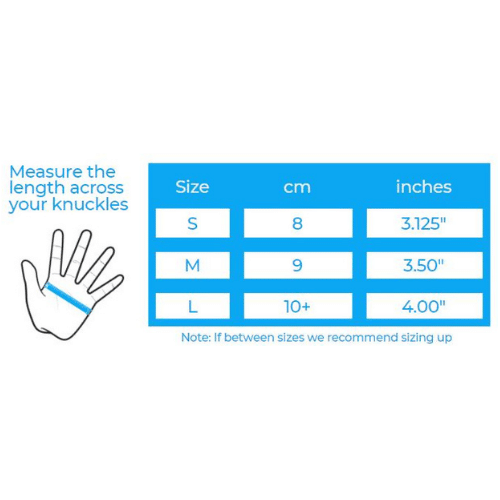 Measure the
length across
your knuckles
Size cm inches
S 8 3.125"
M 9 3.50"
L 10+ 4.00"
Note: If between sizes we recommend sizing up